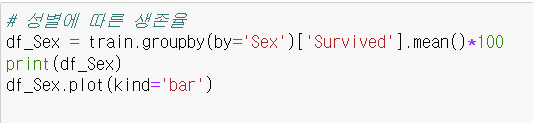 # 성별에 따른 생존율
df_Sex = train.groupby(by='Sex')['Survived'].mean()*100
print(df_Sex)
df_Sex.plot(kind='bar')